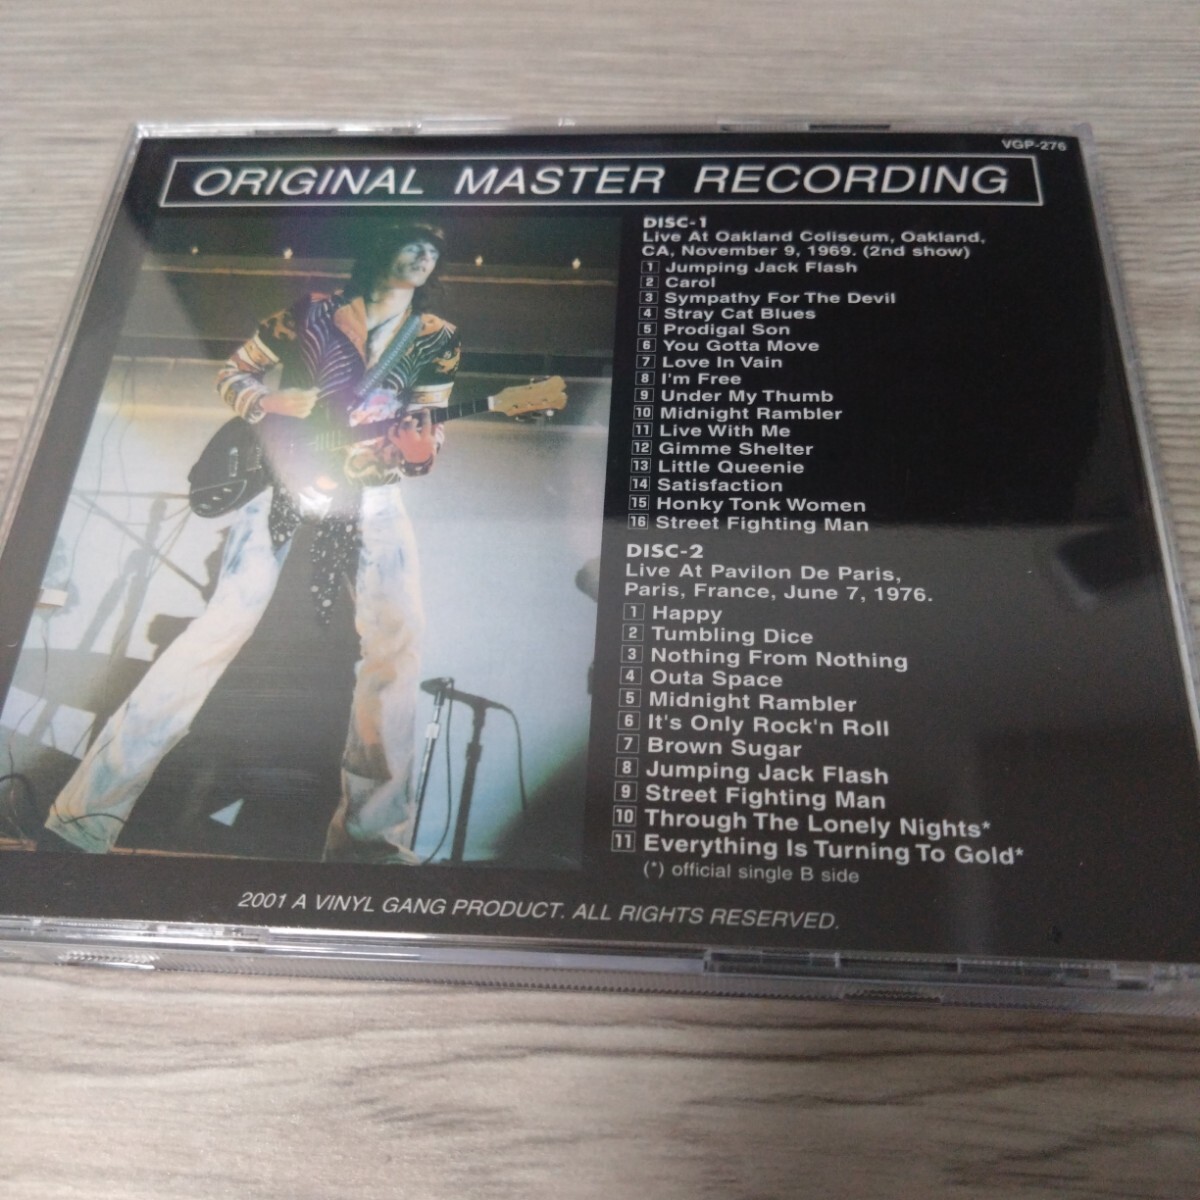 VGP-276
ORIGINAL MASTER RECORDING
DISC-1
Live At Oakland Coliseum, Oakland,
CA, November 9, 1969. (2nd show)
1 Jumping Jack Flash
2 Carol
3 Sympathy For The Devil
4 Stray Cat Blues
5 Prodigal Son
6 You Gotta Move
7 Love In Vain
8 I'm Free
9 Under My Thumb
10 Midnight Rambler
11 Live With Me
12 Gimme Shelter
13 Little Queenie
14 Satisfaction
15 Honky Tonk Women
16 Street Fighting Man
DISC-2
Live At Pavilon De Paris,
Paris, France, June 7, 1976.
1 Happy
2 Tumbling Dice
3 Nothing From Nothing
4 Outa Space
5 Midnight Rambler
6 It's Only Rock'n Roll
7 Brown Sugar
8 Jumping Jack Flash
9 Street Fighting Man
10 Through The Lonely Nights*
11 Everything Is Turning To Gold*
(*) official single B side
2001 A VINYL GANG PRODUCT. ALL RIGHTS RESERVED.